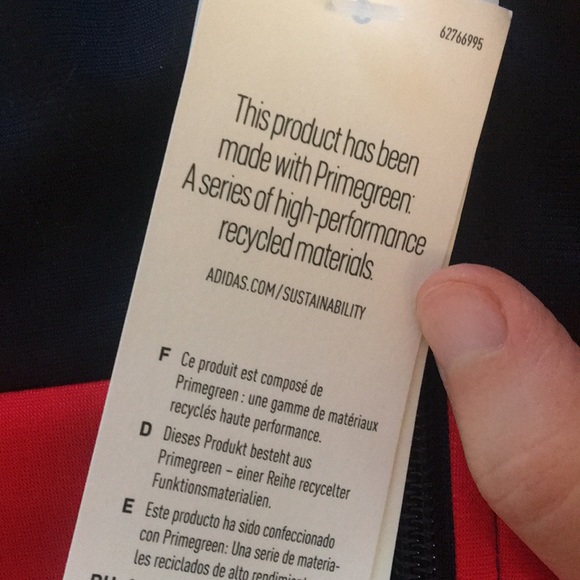 62766995
This product has been
made with Primegreen:
A series of high-performance
recycled materials.
ADIDAS.COM/SUSTAINABILITY
F Ce produit est composé de
Primegreen : une gamme de matériaux
recyclés haute performance.
D Dieses Produkt besteht aus
Primegreen – einer Reihe recycelter
Funktionsmaterialien.
E Este producto ha sido confeccionado
con Primegreen: Una serie de materia-
les reciclados de alto